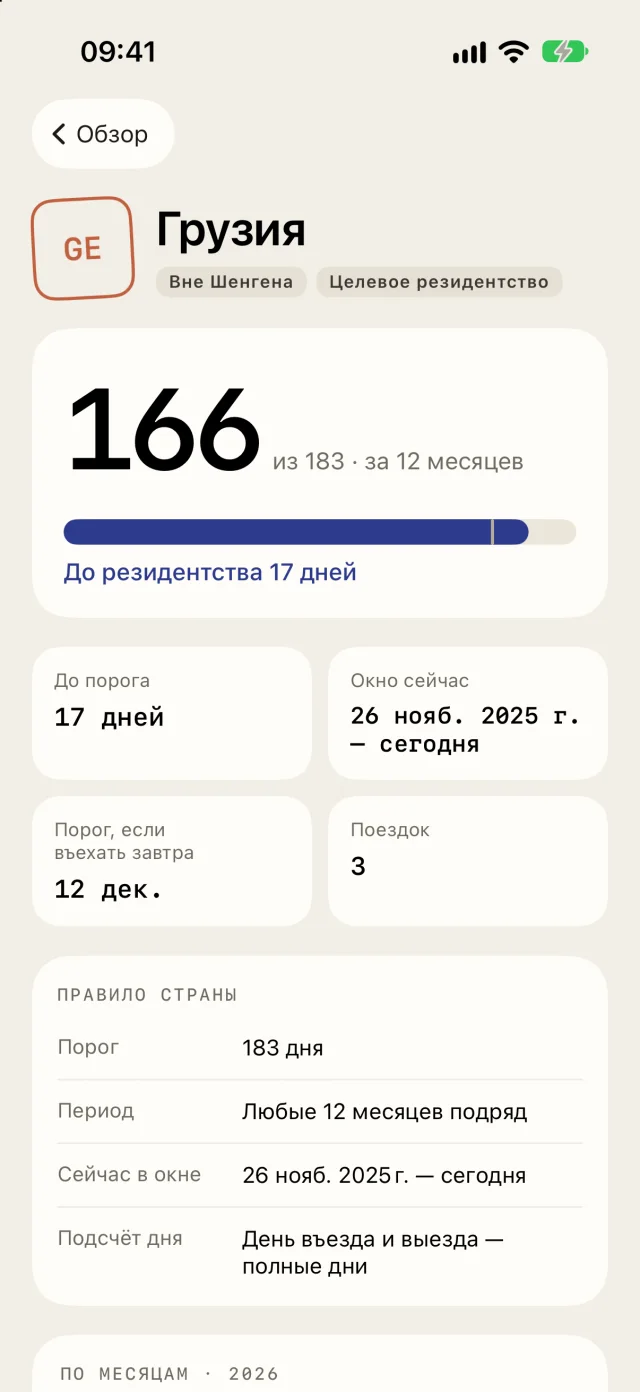 09:41
Обзор
GE
Грузия
Вне Шенгена
Целевое резидентство
166 из 183 · за 12 месяцев
До резидентства 17 дней
До порога
17 дней
Окно сейчас
26 нояб. 2025 г.
— сегодня
Порог, если
въехать завтра
12 дек.
Поездок
3
ПРАВИЛО СТРАНЫ
Порог 183 дня
Период Любые 12 месяцев подряд
Сейчас в окне 26 нояб. 2025 г. — сегодня
Подсчёт дня День въезда и выезда —
полные дни
ПО МЕСЯЦАМ · 2026